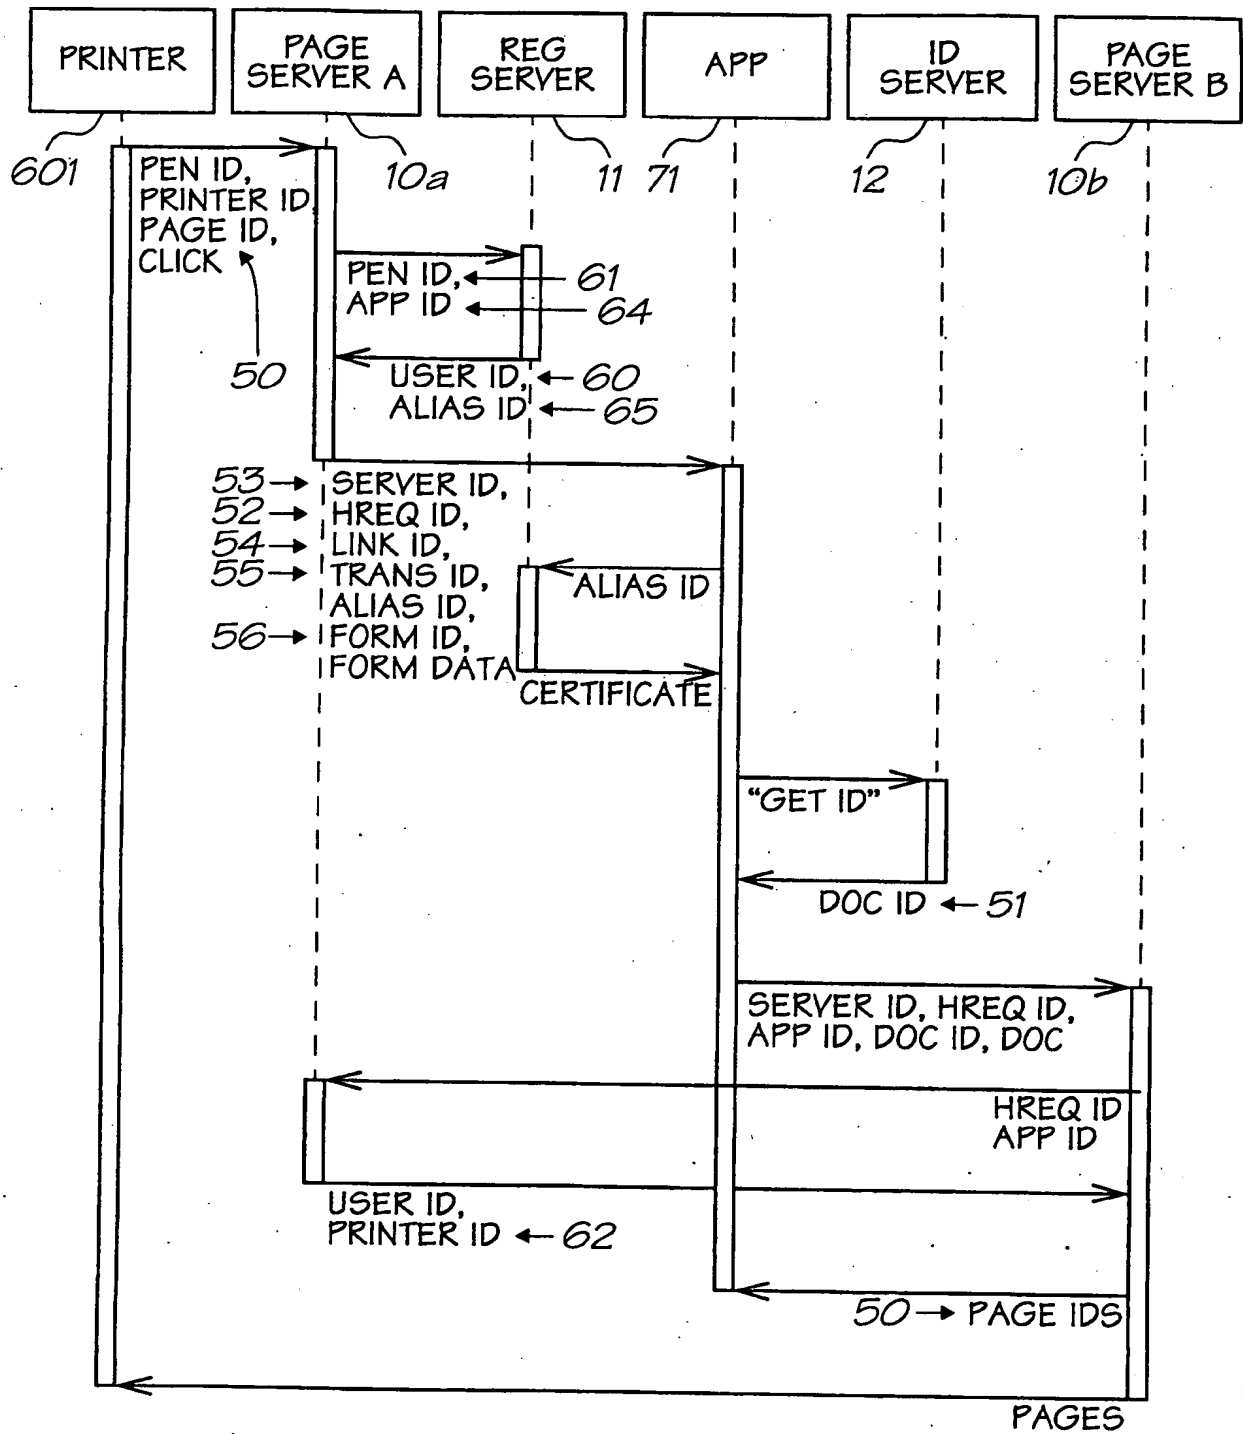 PRINTER
PAGE
SERVER A
REG
SERVER
APP
ID
SERVER
PAGE
SERVER B
601
10a
11
71
12
10b
PEN ID,
PRINTER ID
PAGE ID,
CLICK
50
PEN ID, 61
APP ID 64
USER ID, 60
ALIAS ID 65
53 SERVER ID,
52 HREQ ID,
54 LINK ID,
55 TRANS ID,
ALIAS ID,
56 FORM ID,
FORM DATA
ALIAS ID
CERTIFICATE
"GET ID"
DOC ID 51
SERVER ID, HREQ ID,
APP ID, DOC ID, DOC
HREQ ID
APP ID
USER ID,
PRINTER ID 62
50 PAGE IDS
PAGES